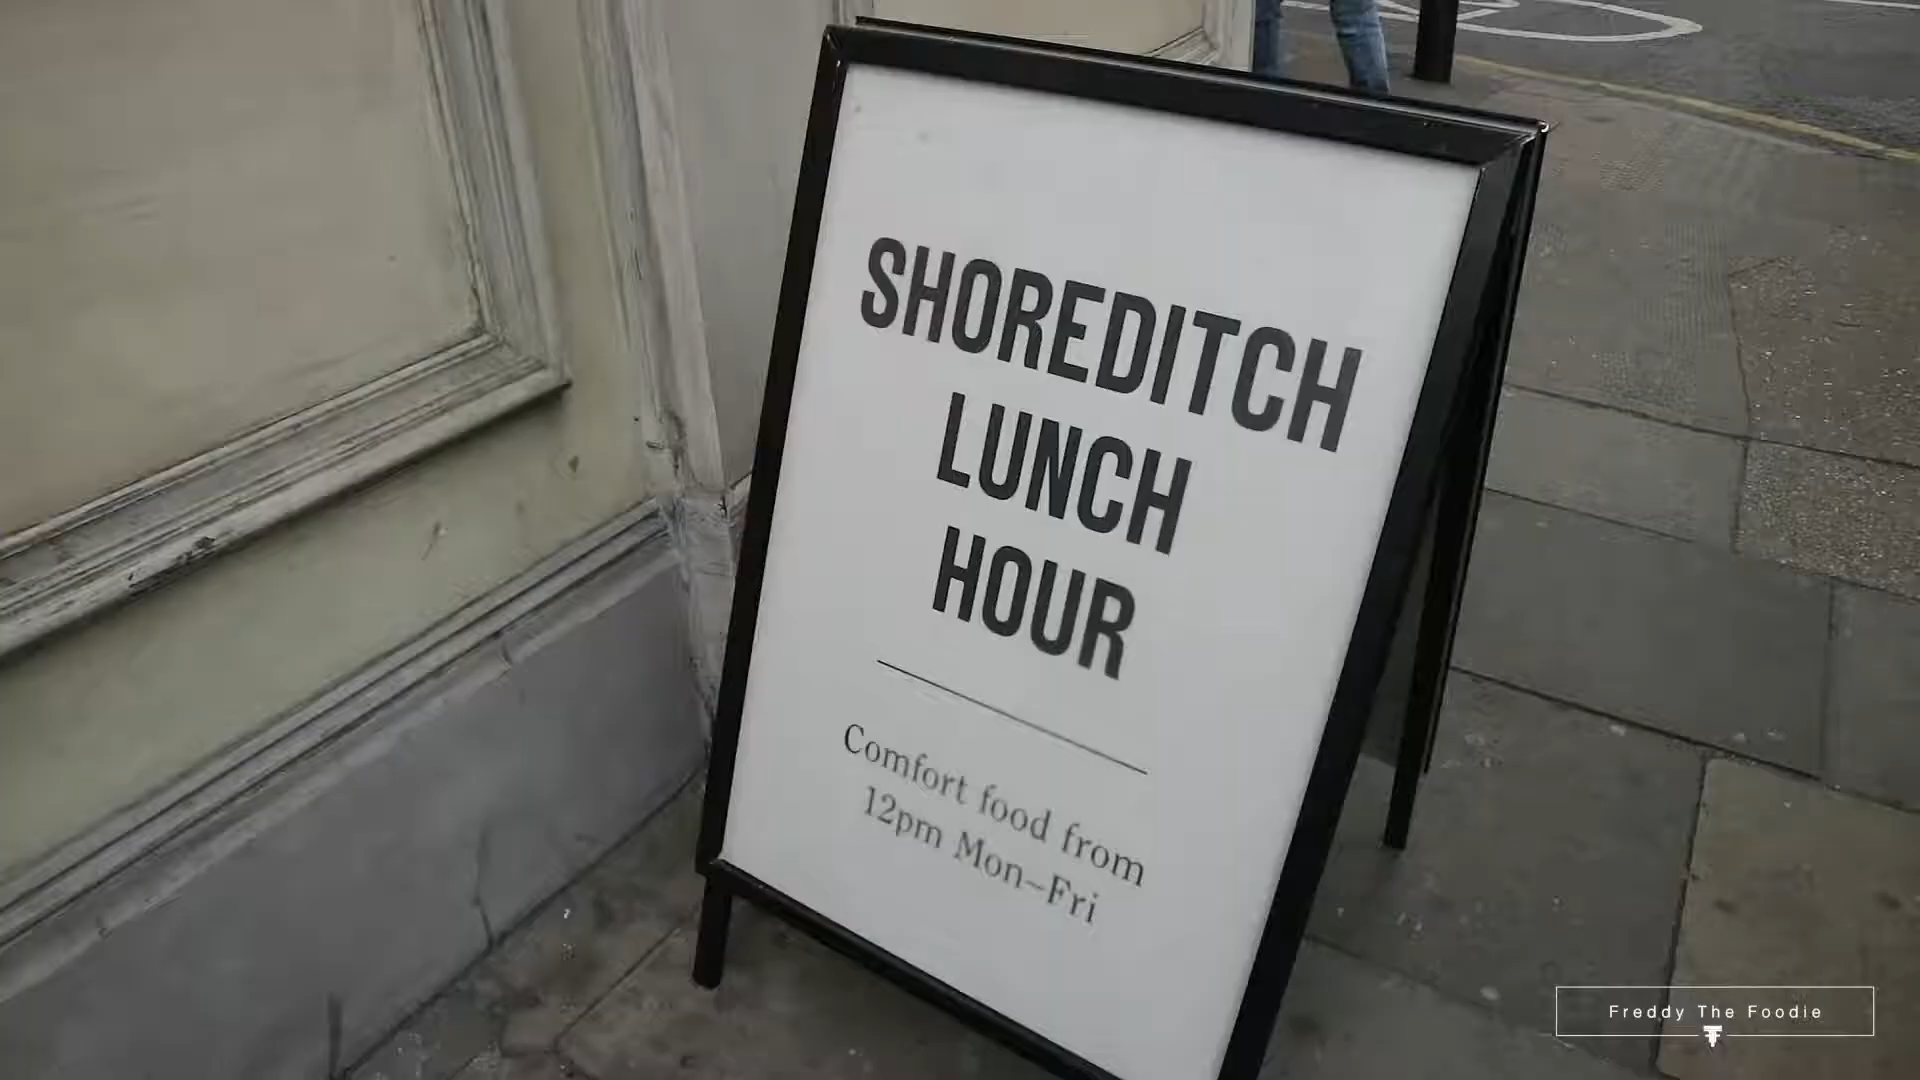 SHOREDITCH
LUNCH
HOUR
Comfort food from
12pm Mon–Fri
Freddy The Foodie